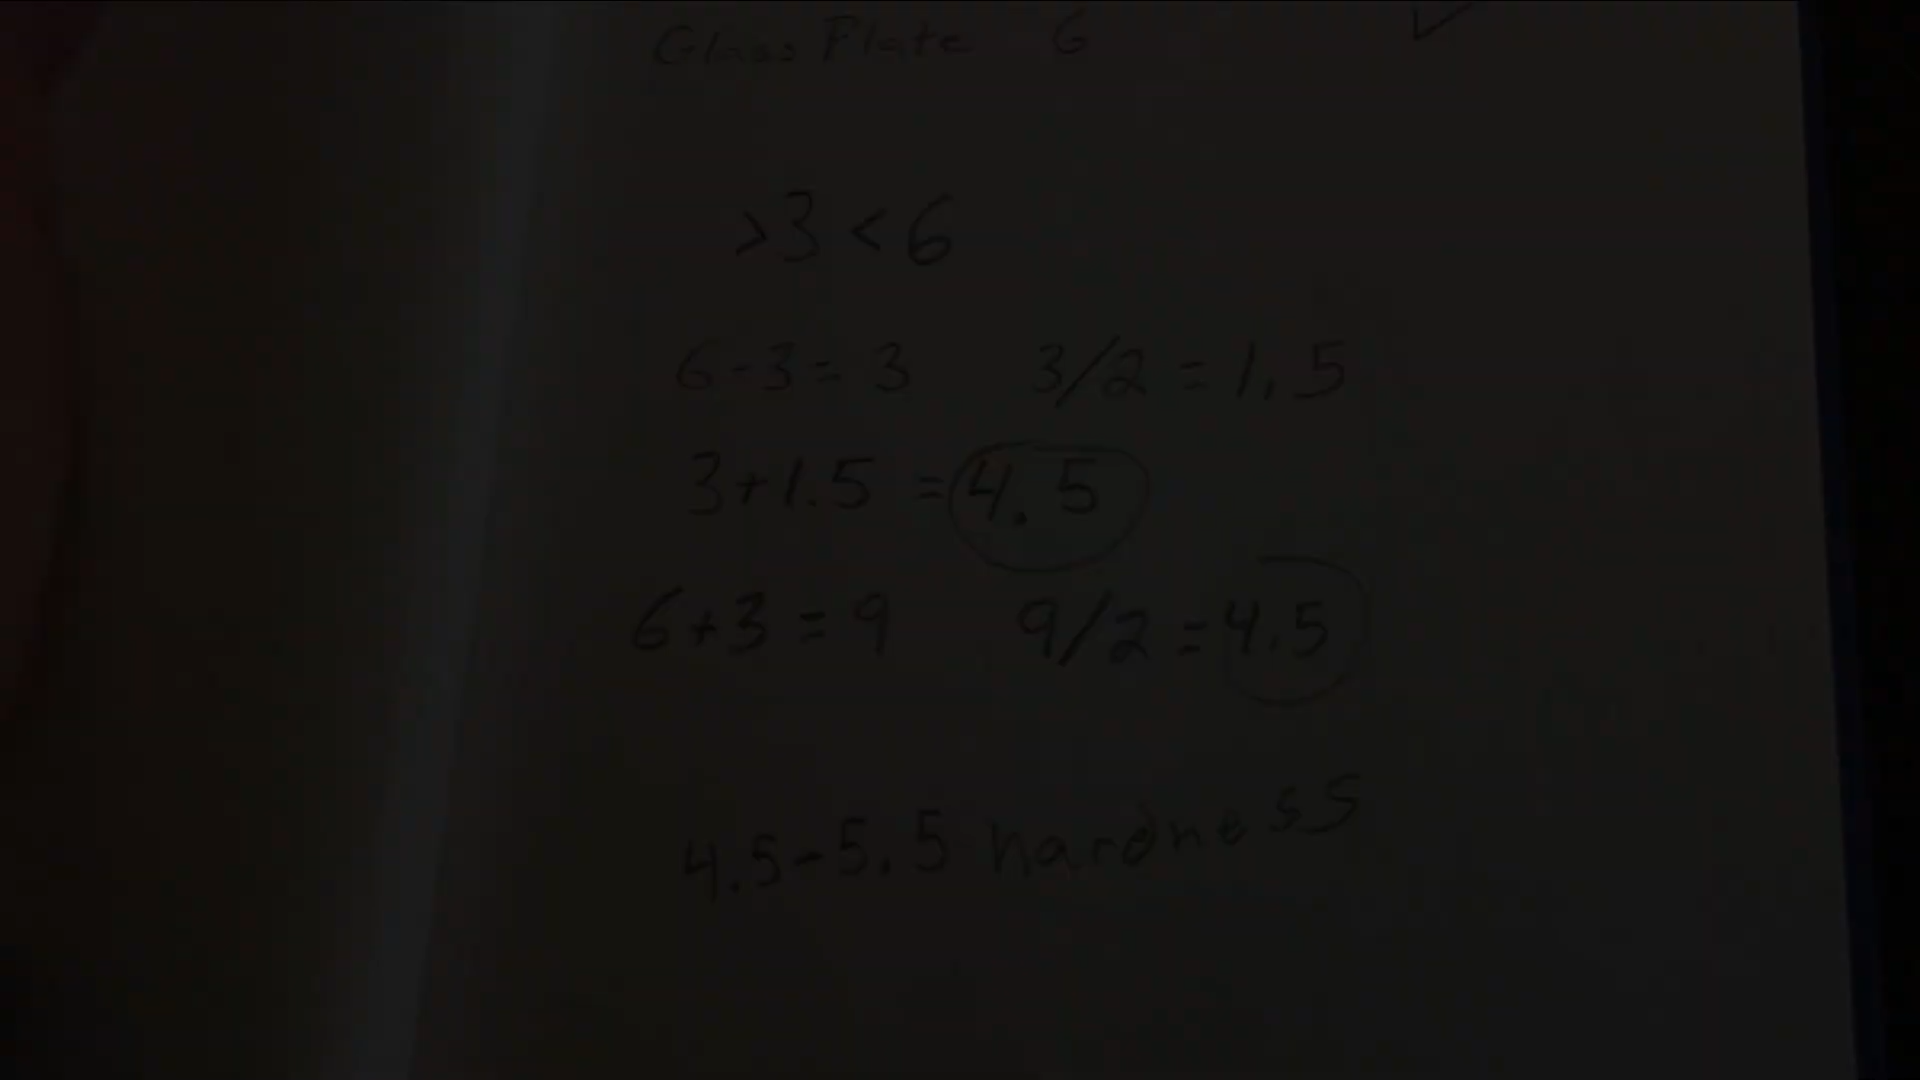 Glass Plate 6
>3 <6
6-3=3 3/2=1.5
3+1.5=4.5
6+3=9 9/2=4.5
4.5-5.5 hardness